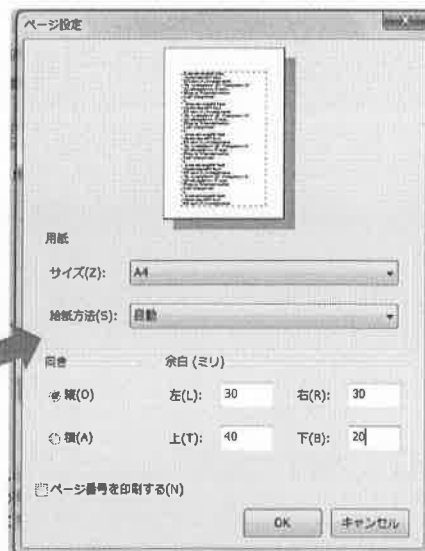 ページ設定
用紙
サイズ(Z): A4
給紙方法(S): 自動
向き 余白 (ミリ)
縦(O) 左(L): 30 右(R): 30
横(A) 上(T): 40 下(B): 20
ページ番号を印刷する(N)
OK キャンセル